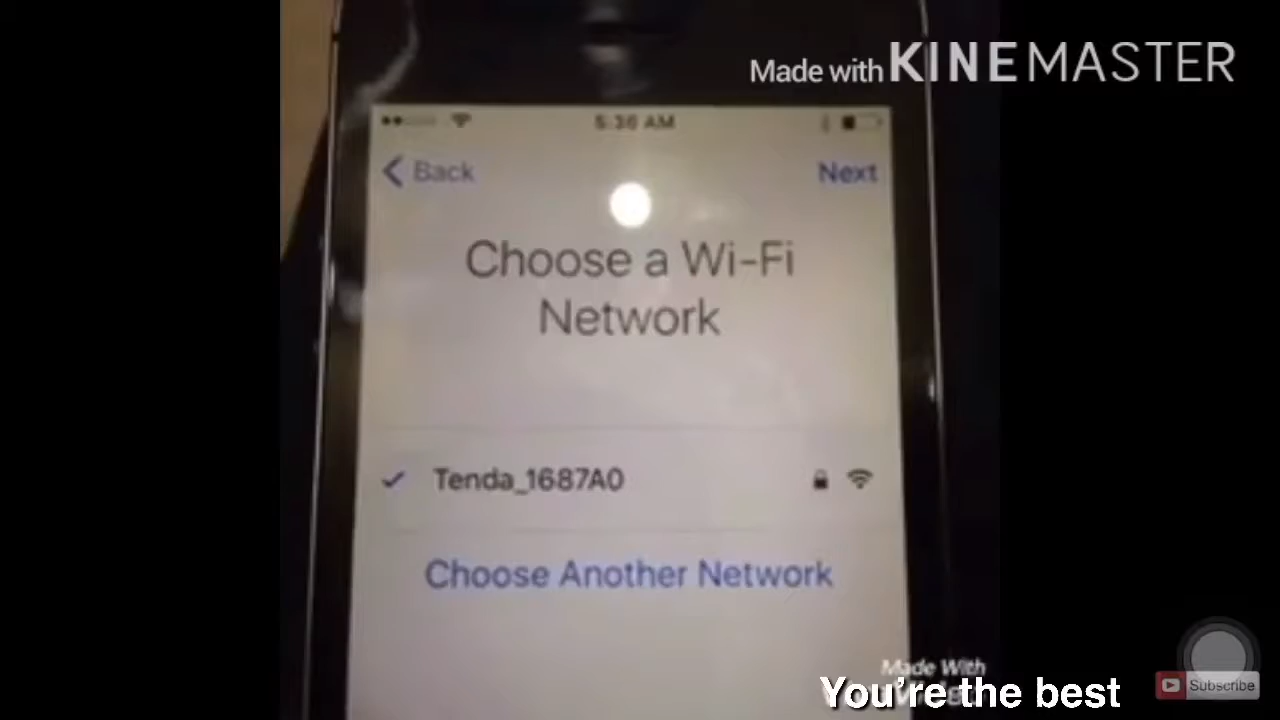 Made with KINEMASTER
5:36 AM
Back
Next
Choose a Wi-Fi
Network
Tenda_1687A0
Choose Another Network
Made With
You're the best
Subscribe